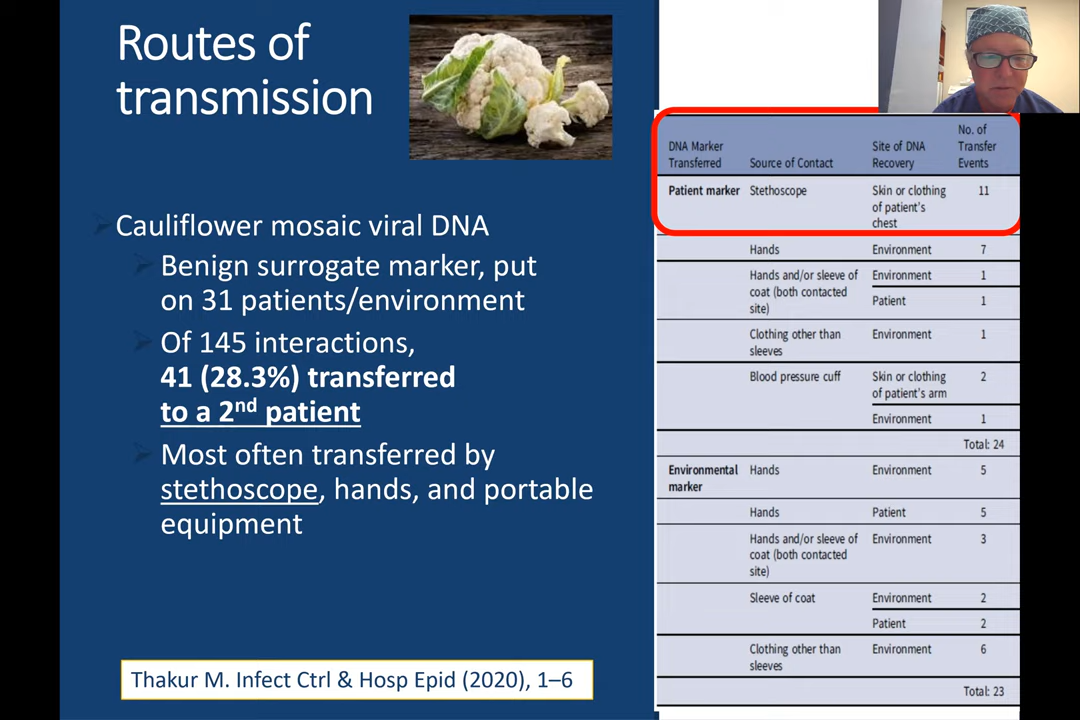 Routes of
transmission
Cauliflower mosaic viral DNA
Benign surrogate marker, put
on 31 patients/environment
Of 145 interactions,
41 (28.3%) transferred
to a 2nd patient
Most often transferred by
stethoscope, hands, and portable
equipment
Thakur M. Infect Ctrl & Hosp Epid (2020), 1–6
DNA Marker Transferred Source of Contact Site of DNA Recovery No. of Transfer Events
Patient marker Stethoscope Skin or clothing of patient's chest 11
Hands Environment 7
Hands and/or sleeve of coat (both contacted site) Environment 1
Patient 1
Clothing other than sleeves Environment 1
Blood pressure cuff Skin or clothing of patient's arm 2
Environment 1
Total: 24
Environmental marker Hands Environment 5
Hands Patient 5
Hands and/or sleeve of coat (both contacted site) Environment 3
Sleeve of coat Environment 2
Patient 2
Clothing other than sleeves Environment 6
Total: 23